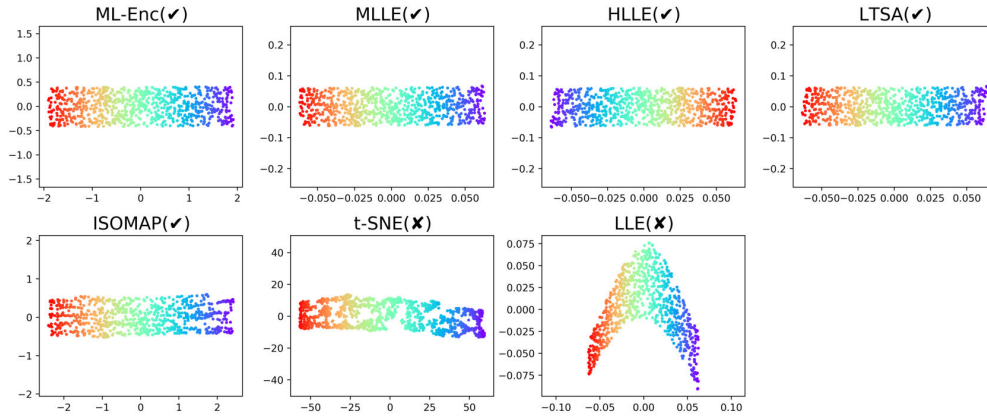 ML-Enc(✔) MLLE(✔) HLLE(✔) LTSA(✔)
1.5 0.2 0.2 0.2
1.0 0.1 0.1 0.1
0.5 0.0 0.0 0.0
0.0 −0.1 −0.1 −0.1
−0.5 −0.2 −0.2 −0.2
−1.0
−1.5
−2 −1 0 1 2 −0.050 −0.025 0.000 0.025 0.050 −0.050 −0.025 0.000 0.025 0.050 −0.050 −0.025 0.000 0.025 0.050
ISOMAP(✔) t-SNE(✘) LLE(✘)
2 40 0.075
1 20 0.050
0 0 0.025
−1 −20 0.000
−2 −40 −0.025
−0.050
−0.075
−2 −1 0 1 2 −50 −25 0 25 50 −0.10 −0.05 0.00 0.05 0.10